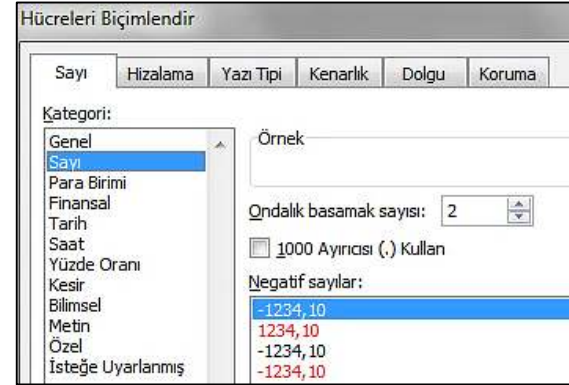 Hücreleri Biçimlendir
Sayı Hizalama Yazı Tipi Kenarlık Dolgu Koruma
Kategori:
Genel
Sayı
Para Birimi
Finansal
Tarih
Saat
Yüzde Oranı
Kesir
Bilimsel
Metin
Özel
İsteğe Uyarlanmış
Örnek
Ondalık basamak sayısı: 2
1000 Ayırıcısı (.) Kullan
Negatif sayılar:
-1234,10
1234,10
-1234,10
-1234,10